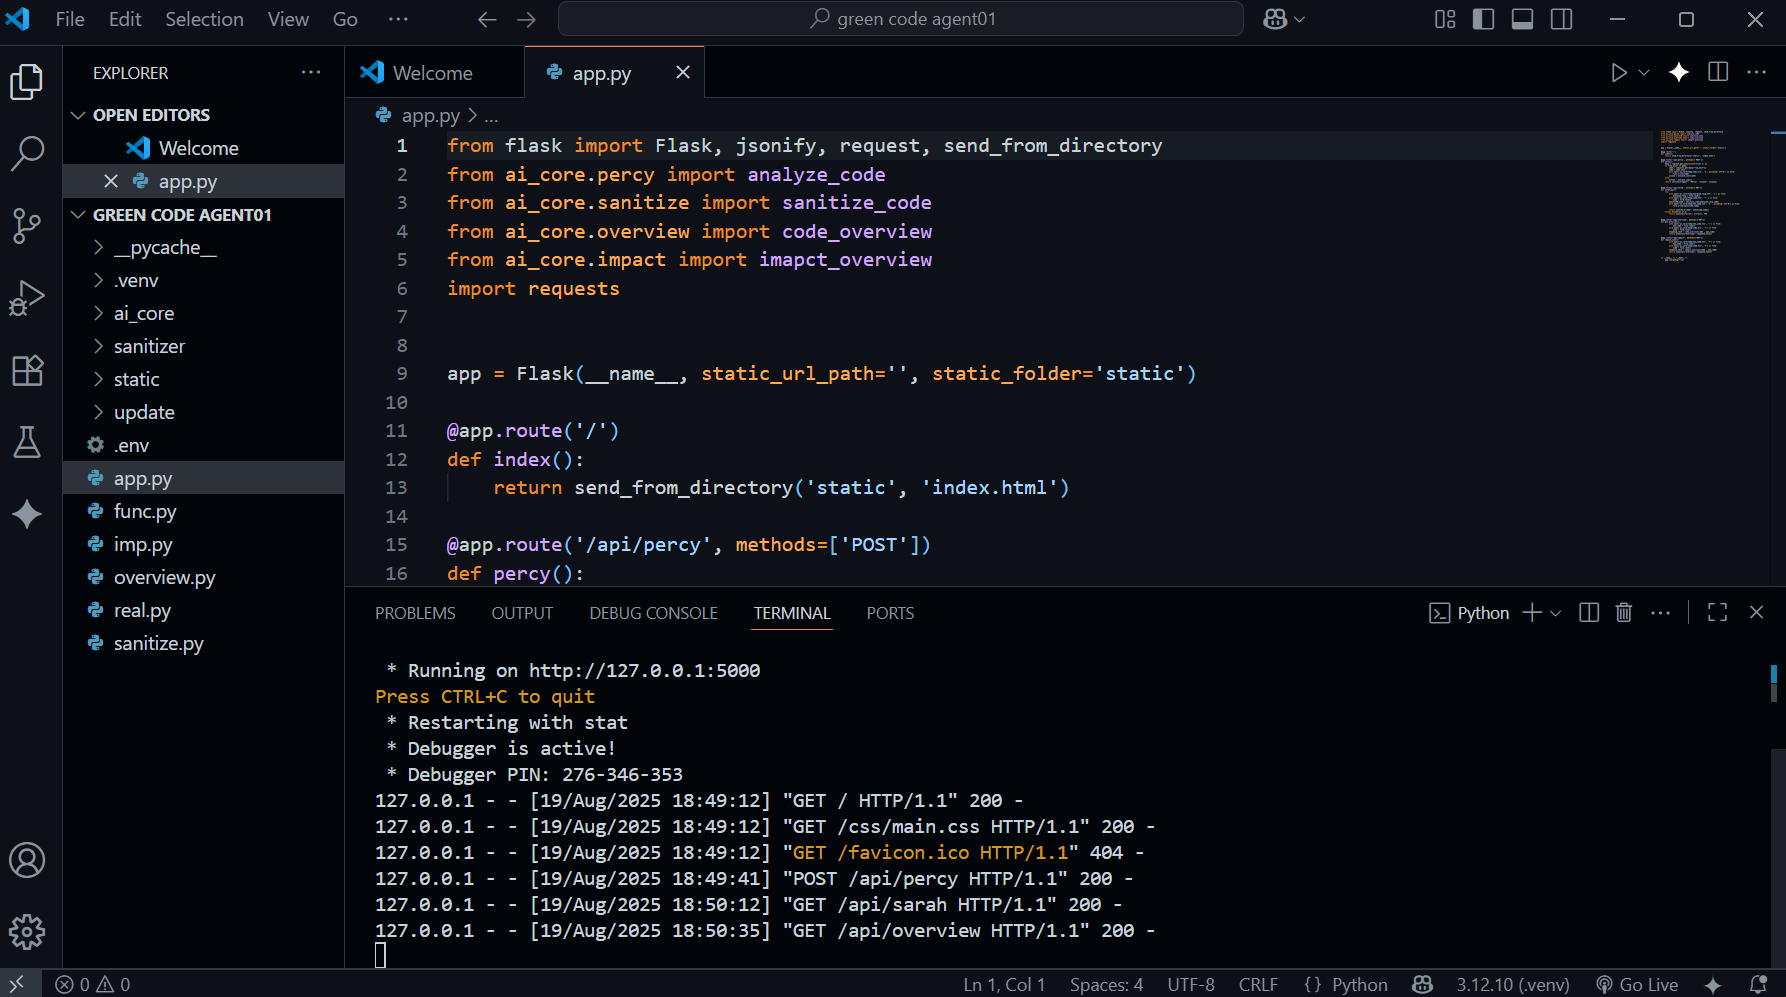 File Edit Selection View Go ···
green code agent01
EXPLORER ···
OPEN EDITORS
Welcome
app.py
GREEN CODE AGENT01
__pycache__
.venv
ai_core
sanitizer
static
update
.env
app.py
func.py
imp.py
overview.py
real.py
sanitize.py
Welcome
app.py
app.py > ...
1 from flask import Flask, jsonify, request, send_from_directory
2 from ai_core.percy import analyze_code
3 from ai_core.sanitize import sanitize_code
4 from ai_core.overview import code_overview
5 from ai_core.impact import imapct_overview
6 import requests
7
8
9 app = Flask(__name__, static_url_path='', static_folder='static')
10
11 @app.route('/')
12 def index():
13     return send_from_directory('static', 'index.html')
14
15 @app.route('/api/percy', methods=['POST'])
16 def percy():
PROBLEMS OUTPUT DEBUG CONSOLE TERMINAL PORTS
Python
 * Running on http://127.0.0.1:5000
Press CTRL+C to quit
 * Restarting with stat
 * Debugger is active!
 * Debugger PIN: 276-346-353
127.0.0.1 - - [19/Aug/2025 18:49:12] "GET / HTTP/1.1" 200 -
127.0.0.1 - - [19/Aug/2025 18:49:12] "GET /css/main.css HTTP/1.1" 200 -
127.0.0.1 - - [19/Aug/2025 18:49:12] "GET /favicon.ico HTTP/1.1" 404 -
127.0.0.1 - - [19/Aug/2025 18:49:41] "POST /api/percy HTTP/1.1" 200 -
127.0.0.1 - - [19/Aug/2025 18:50:12] "GET /api/sarah HTTP/1.1" 200 -
127.0.0.1 - - [19/Aug/2025 18:50:35] "GET /api/overview HTTP/1.1" 200 -
0 0
Ln 1, Col 1 Spaces: 4 UTF-8 CRLF {} Python 3.12.10 (.venv) Go Live